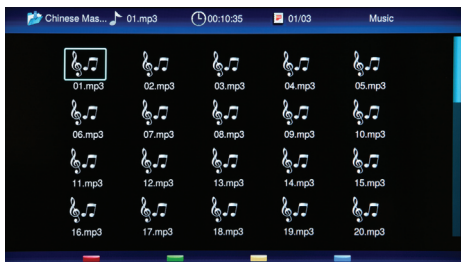 Chinese Mas... 01.mp3 00:10:35 01/03 Music
01.mp3 02.mp3 03.mp3 04.mp3 05.mp3
06.mp3 07.mp3 08.mp3 09.mp3 10.mp3
11.mp3 12.mp3 13.mp3 14.mp3 15.mp3
16.mp3 17.mp3 18.mp3 19.mp3 20.mp3